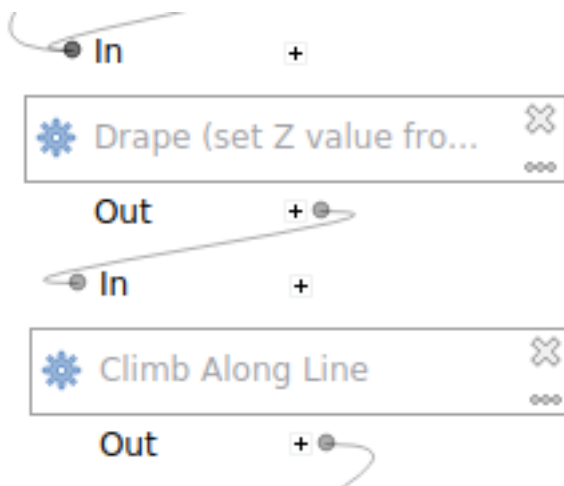 In
Drape (set Z value fro...
Out
In
Climb Along Line
Out